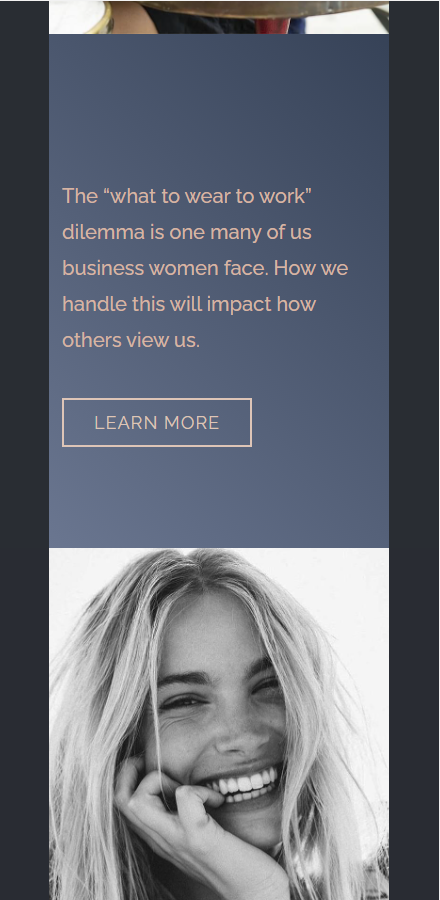 The “what to wear to work”
dilemma is one many of us
business women face. How we
handle this will impact how
others view us.
LEARN MORE